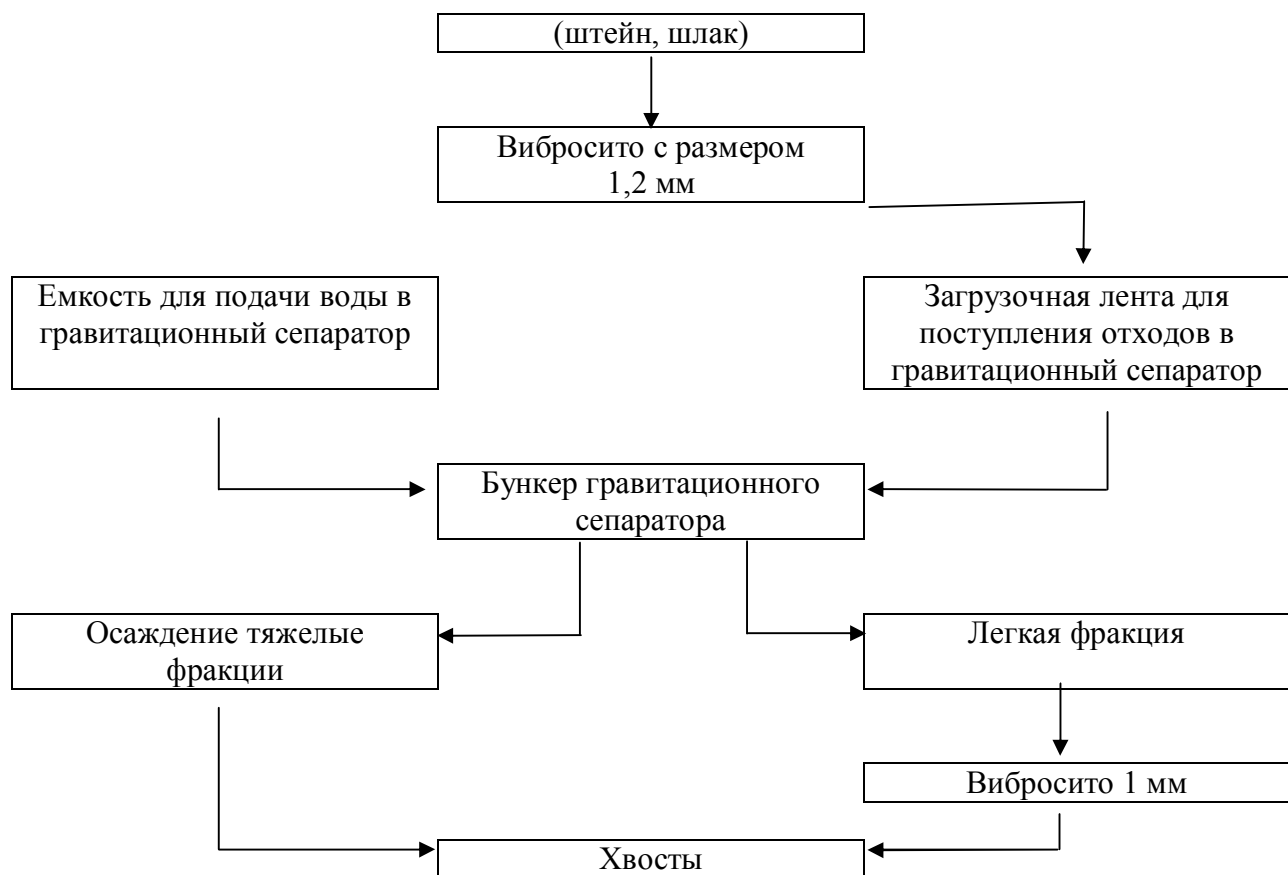 (штейн, шлак)
Вибросито с размером
1,2 мм
Емкость для подачи воды в
гравитационный сепаратор
Загрузочная лента для
поступления отходов в
гравитационный сепаратор
Бункер гравитационного
сепаратора
Осаждение тяжелые
фракции
Легкая фракция
Вибросито 1 мм
Хвосты